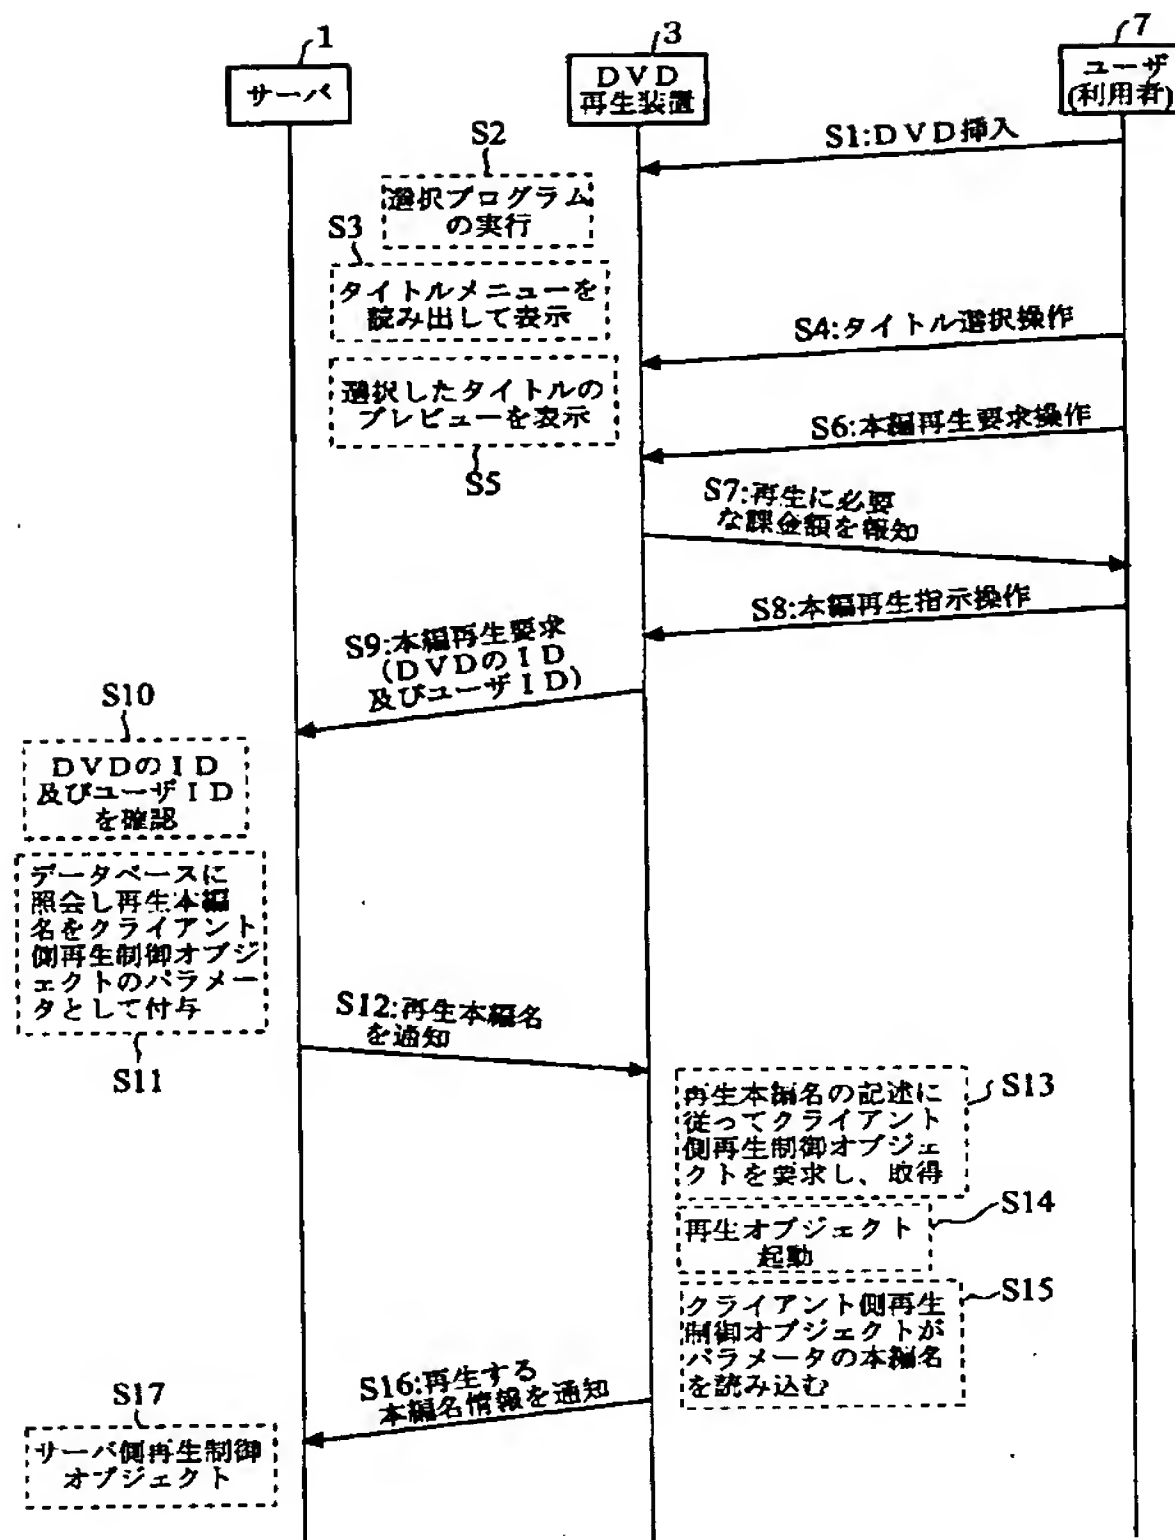 1
サーバ
3
ＤＶＤ
再生装置
7
ユーザ
(利用者)
S1:ＤＶＤ挿入
S2
選択プログラム
の実行
S3
タイトルメニューを
読み出して表示
S4:タイトル選択操作
選択したタイトルの
プレビューを表示
S5
S6:本編再生要求操作
S7:再生に必要
な課金額を報知
S8:本編再生指示操作
S9:本編再生要求
(ＤＶＤのＩＤ
及びユーザＩＤ)
S10
ＤＶＤのＩＤ
及びユーザＩＤ
を確認
データベースに
照会し再生本編
名をクライアント
側再生制御オブジ
ェクトのパラメー
タとして付与
S11
S12:再生本編名
を通知
再生本編名の記述に
従ってクライアント
側再生制御オブジェ
クトを要求し、取得
S13
再生オブジェクト
起動
S14
クライアント側再生
制御オブジェクトが
パラメータの本編名
を読み込む
S15
S16:再生する
本編名情報を通知
S17
サーバ側再生制御
オブジェクト